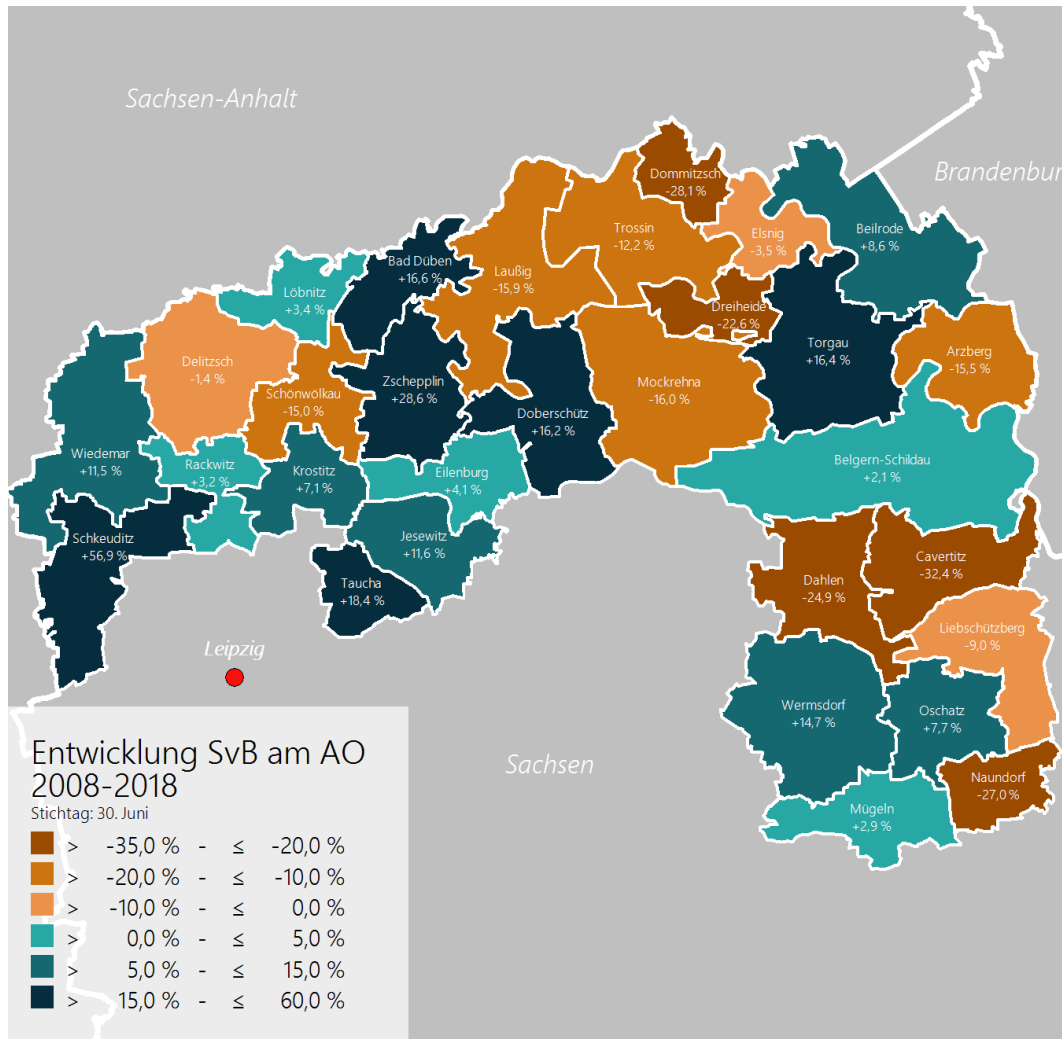 Sachsen-Anhalt
Brandenbur
Dommitzsch
-28,1 %
Trossin
-12,2 %
Elsnig
-3,5 %
Beilrode
+8,6 %
Bad Düben
+16,6 %
Laußig
-15,9 %
Löbnitz
+3,4 %
Dreiheide
-22,6 %
Torgau
+16,4 %
Arzberg
-15,5 %
Delitzsch
-1,4 %
Zschepplin
+28,6 %
Mockrehna
-16,0 %
Schönwölkau
-15,0 %
Doberschütz
+16,2 %
Wiedemar
+11,5 %
Rackwitz
+3,2 %
Krostitz
+7,1 %
Eilenburg
+4,1 %
Belgern-Schildau
+2,1 %
Schkeuditz
+56,9 %
Jesewitz
+11,6 %
Cavertitz
-32,4 %
Taucha
+18,4 %
Dahlen
-24,9 %
Liebschützberg
-9,0 %
Leipzig
Wermsdorf
+14,7 %
Oschatz
+7,7 %
Sachsen
Naundorf
-27,0 %
Mügeln
+2,9 %
Entwicklung SvB am AO
2008-2018
Stichtag: 30. Juni
> -35,0 % - ≤ -20,0 %
> -20,0 % - ≤ -10,0 %
> -10,0 % - ≤ 0,0 %
> 0,0 % - ≤ 5,0 %
> 5,0 % - ≤ 15,0 %
> 15,0 % - ≤ 60,0 %